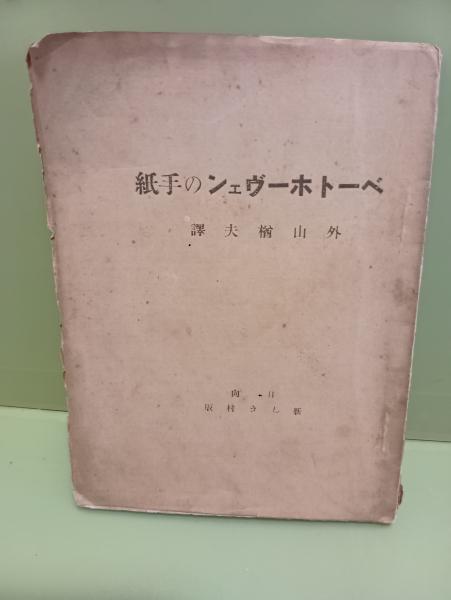 ベートホーヴェンの手紙
外山楢夫譯
日向
新しき村版